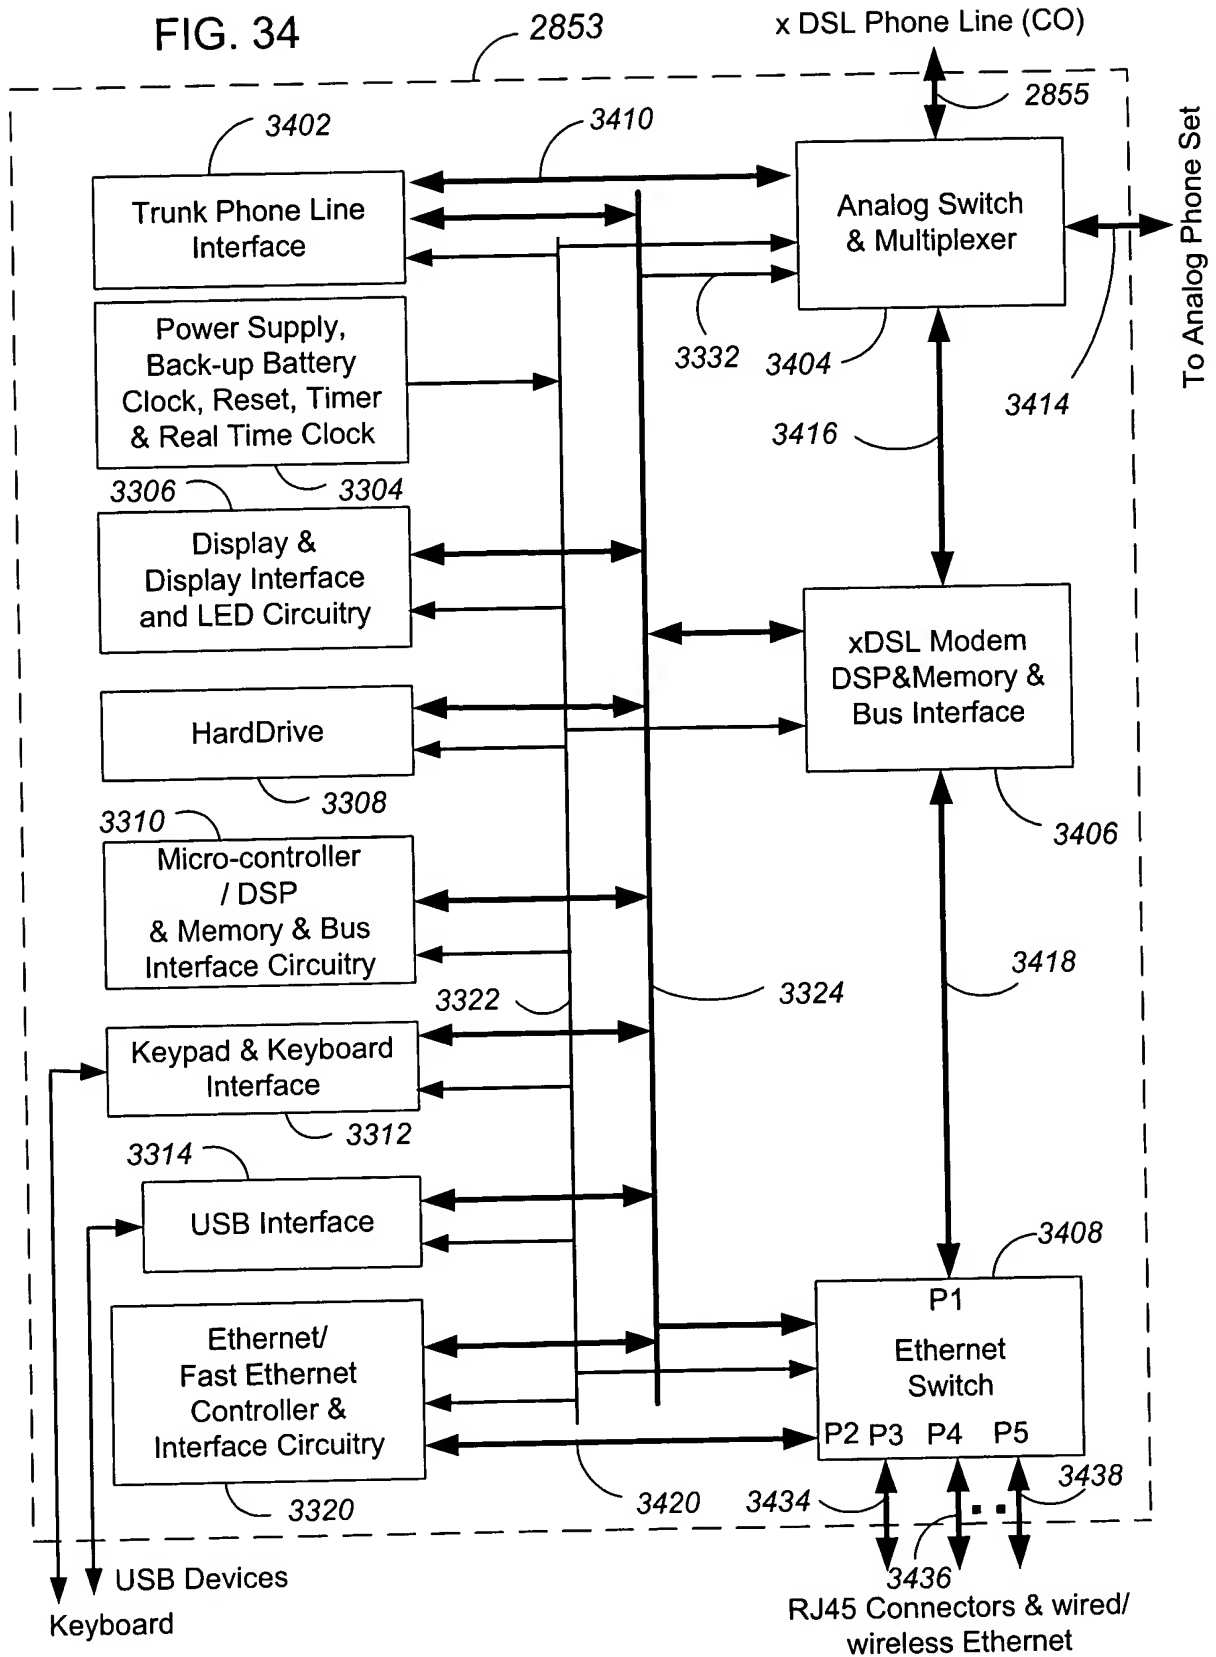 FIG. 34
2853
x DSL Phone Line (CO)
2855
3402
3410
Trunk Phone Line
Interface
Analog Switch
& Multiplexer
To Analog Phone Set
3332
3404
3414
Power Supply,
Back-up Battery
Clock, Reset, Timer
& Real Time Clock
3416
3306
3304
Display &
Display Interface
and LED Circuitry
xDSL Modem
DSP&Memory &
Bus Interface
HardDrive
3308
3406
3310
Micro-controller
/ DSP
& Memory & Bus
Interface Circuitry
3418
3322
3324
Keypad & Keyboard
Interface
3312
3314
USB Interface
3408
P1
Ethernet
Switch
P2 P3 P4 P5
Ethernet/
Fast Ethernet
Controller &
Interface Circuitry
3320
3420
3434
3438
3436
USB Devices
Keyboard
RJ45 Connectors & wired/
wireless Ethernet